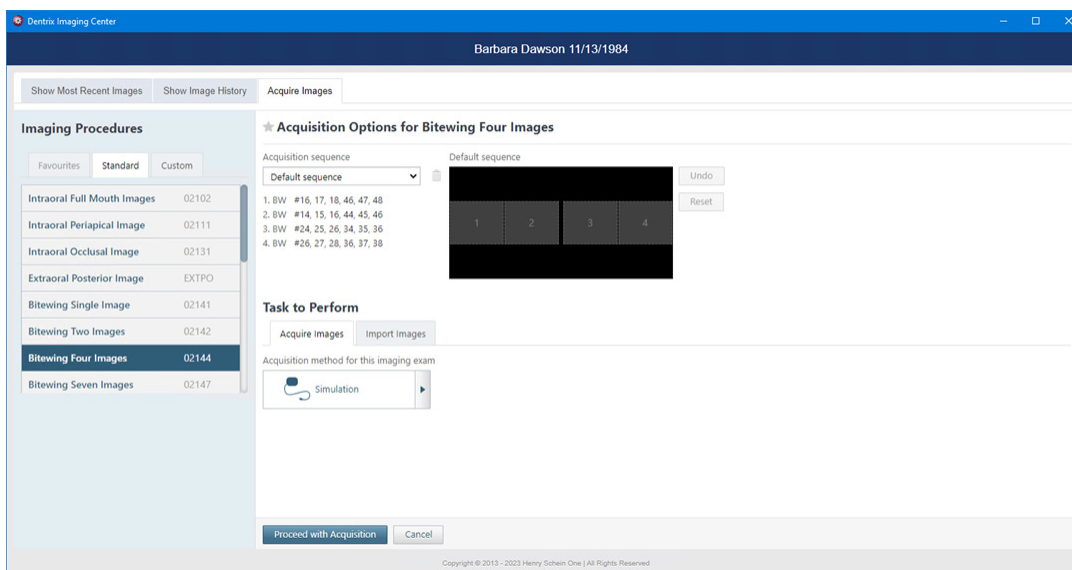 Dentrix Imaging Center
Barbara Dawson 11/13/1984
Show Most Recent Images
Show Image History
Acquire Images
Imaging Procedures
Favourites
Standard
Custom
Intraoral Full Mouth Images 02102
Intraoral Periapical Image 02111
Intraoral Occlusal Image 02131
Extraoral Posterior Image EXTPO
Bitewing Single Image 02141
Bitewing Two Images 02142
Bitewing Four Images 02144
Bitewing Seven Images 02147
Acquisition Options for Bitewing Four Images
Acquisition sequence
Default sequence
1. BW #16, 17, 18, 46, 47, 48
2. BW #14, 15, 16, 44, 45, 46
3. BW #24, 25, 26, 34, 35, 36
4. BW #26, 27, 28, 36, 37, 38
Default sequence
1 2 3 4
Undo
Reset
Task to Perform
Acquire Images
Import Images
Acquisition method for this imaging exam
Simulation
Proceed with Acquisition
Cancel
Copyright © 2013 - 2023 Henry Schein One | All Rights Reserved